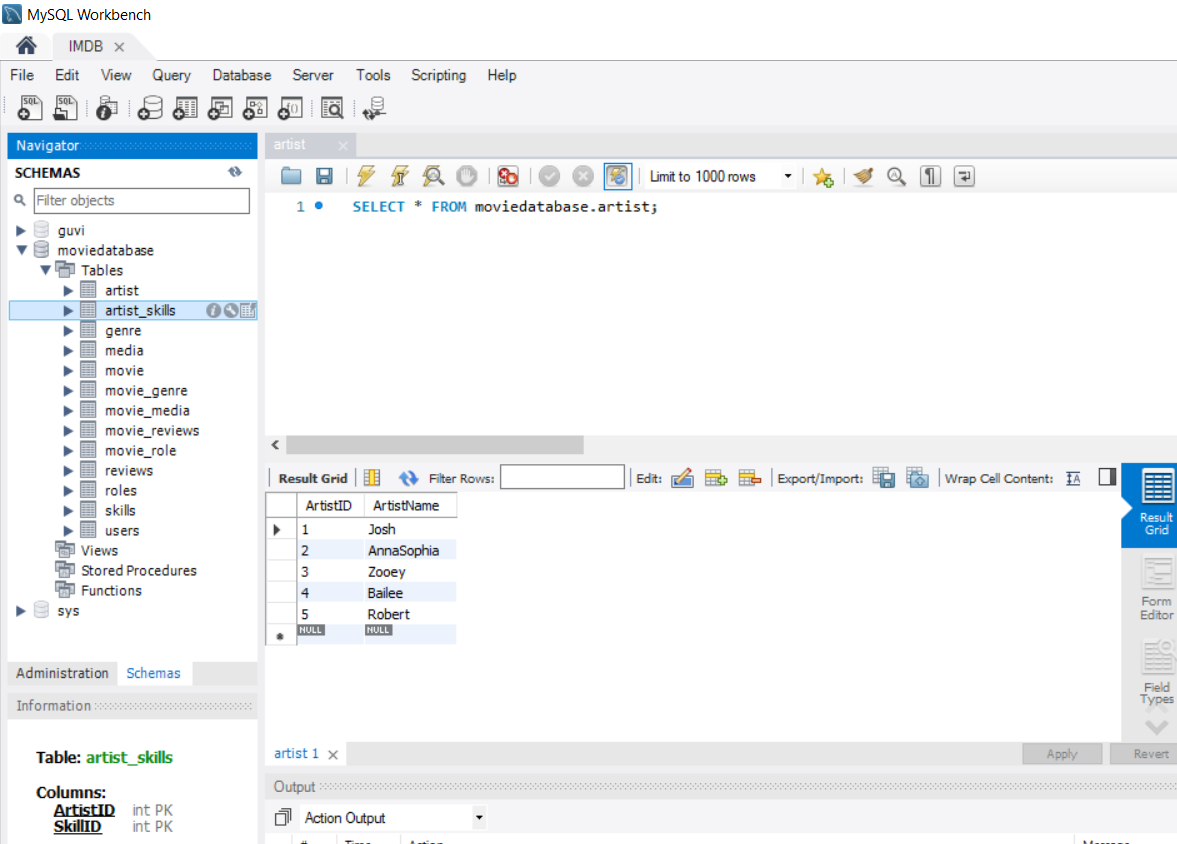 MySQL Workbench
IMDB
File Edit View Query Database Server Tools Scripting Help
Navigator
SCHEMAS
Filter objects
guvi
moviedatabase
Tables
artist
artist_skills
genre
media
movie
movie_genre
movie_media
movie_reviews
movie_role
reviews
roles
skills
users
Views
Stored Procedures
Functions
sys
Administration Schemas
Information
Table: artist_skills
Columns:
ArtistID int PK
SkillID int PK
artist
Limit to 1000 rows
1 SELECT * FROM moviedatabase.artist;
Result Grid Filter Rows: Edit: Export/Import: Wrap Cell Content:
ArtistID ArtistName
1 Josh
2 AnnaSophia
3 Zooey
4 Bailee
5 Robert
NULL NULL
Result
Grid
Form
Editor
Field
Types
artist 1
Apply Revert
Output
Action Output
# Time Action Message